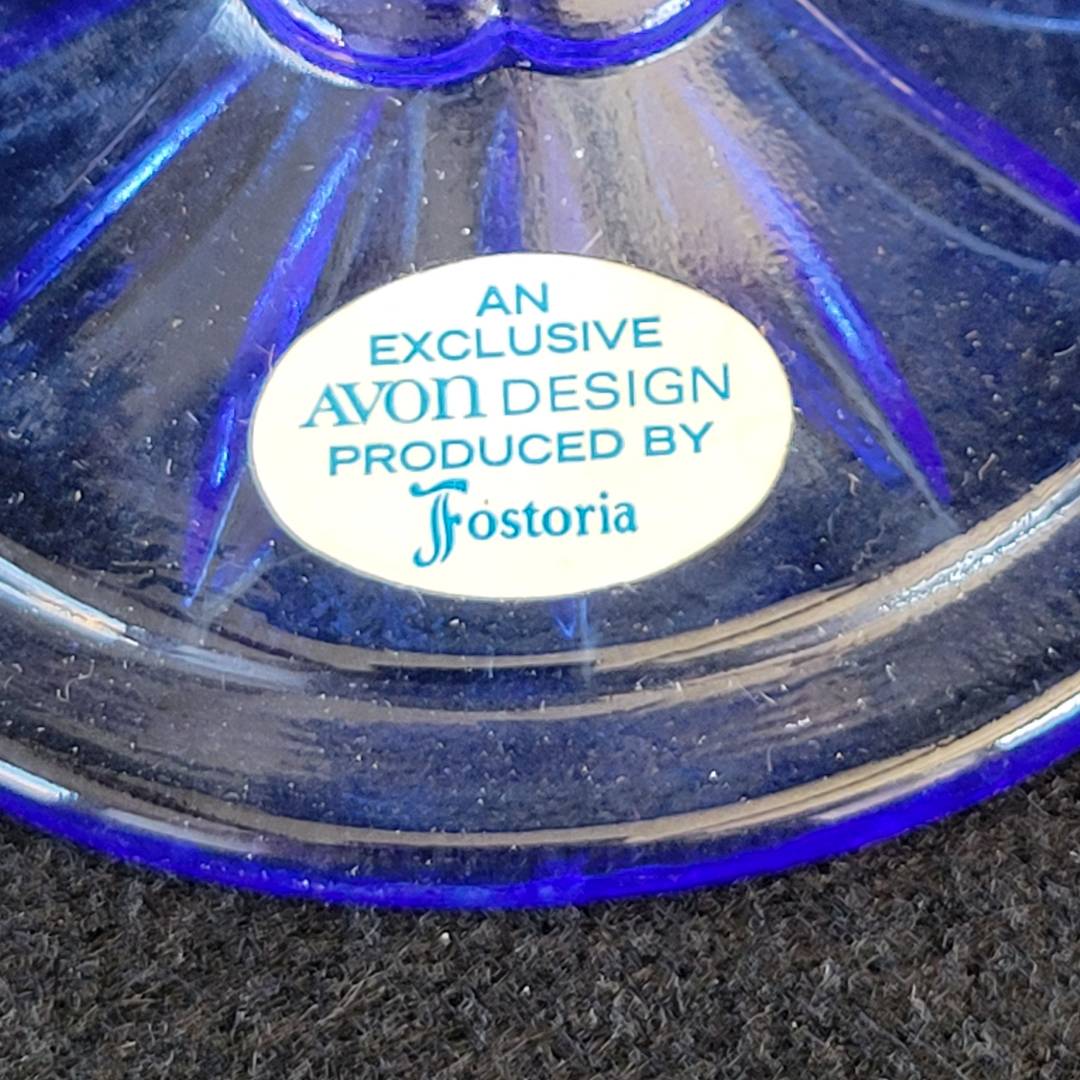 AN
EXCLUSIVE
AVON DESIGN
PRODUCED BY
Fostoria